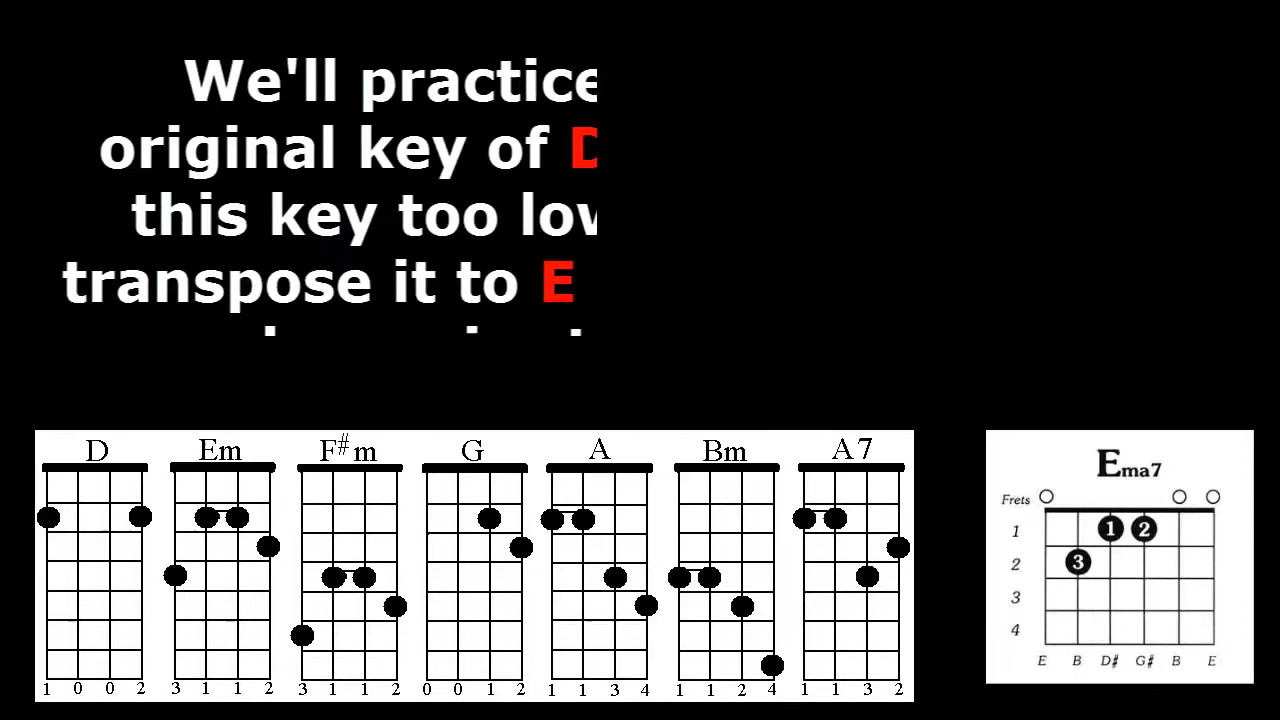 We'll practice
original key of D
this key too low
transpose it to E
D Em F#m G A Bm A7
1 0 0 2 3 1 1 2 3 1 1 2 0 0 1 2 1 1 3 4 1 1 2 4 1 1 3 2
Ema7
Frets
1
1 2
2
3
3
4
E B D# G# B E